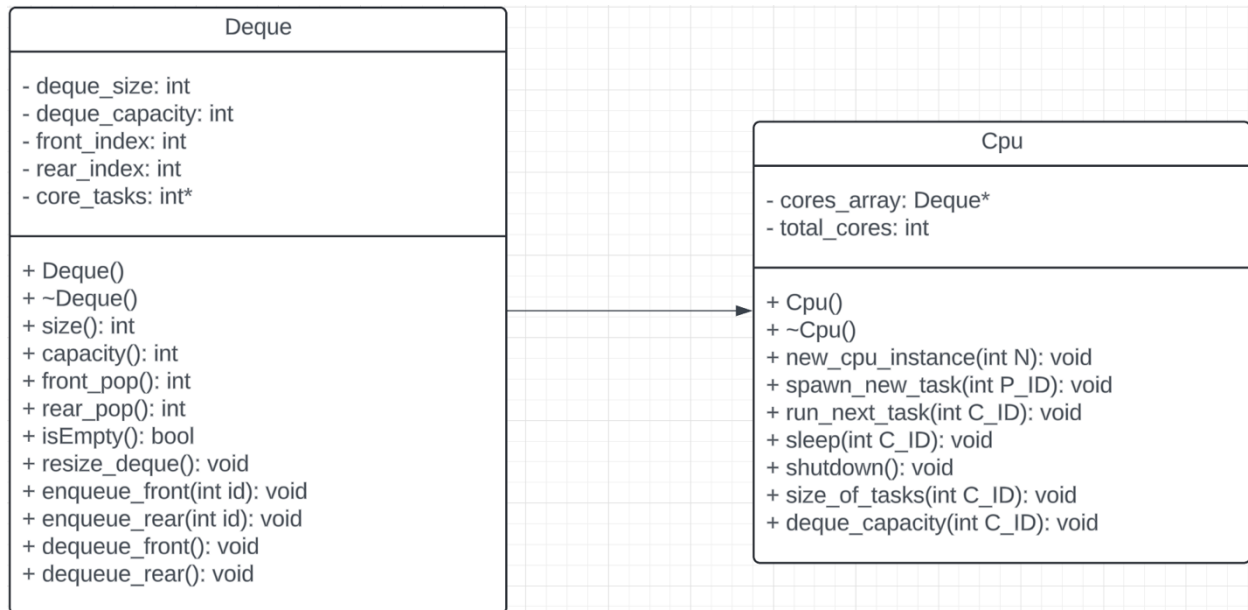 Deque
- deque_size: int
- deque_capacity: int
- front_index: int
- rear_index: int
- core_tasks: int*
+ Deque()
+ ~Deque()
+ size(): int
+ capacity(): int
+ front_pop(): int
+ rear_pop(): int
+ isEmpty(): bool
+ resize_deque(): void
+ enqueue_front(int id): void
+ enqueue_rear(int id): void
+ dequeue_front(): void
+ dequeue_rear(): void
Cpu
- cores_array: Deque*
- total_cores: int
+ Cpu()
+ ~Cpu()
+ new_cpu_instance(int N): void
+ spawn_new_task(int P_ID): void
+ run_next_task(int C_ID): void
+ sleep(int C_ID): void
+ shutdown(): void
+ size_of_tasks(int C_ID): void
+ deque_capacity(int C_ID): void